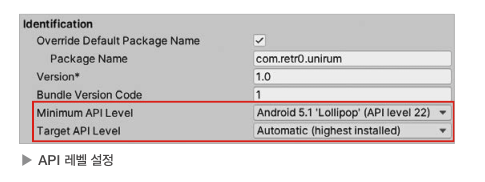 Identification
Override Default Package Name
Package Name com.retr0.unirum
Version* 1.0
Bundle Version Code 1
Minimum API Level Android 5.1 'Lollipop' (API level 22)
Target API Level Automatic (highest installed)
▶ API 레벨 설정